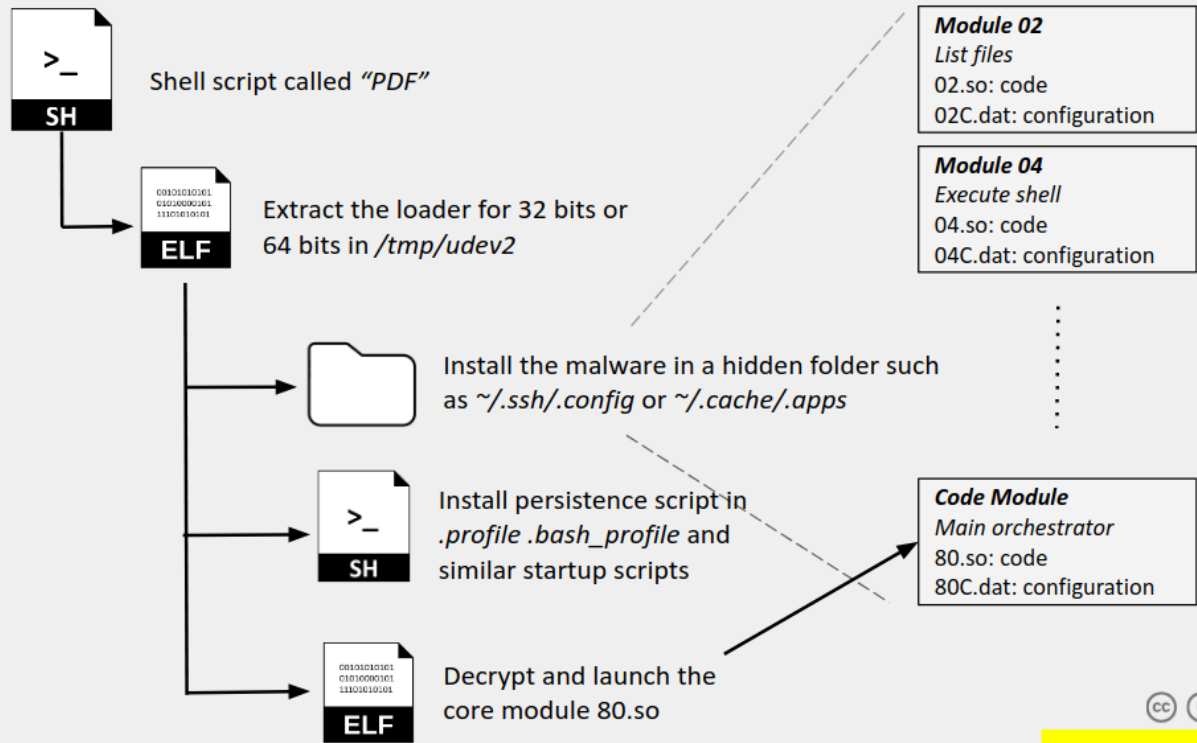 >_
SH
Shell script called “PDF”
00101010101
01010000101
11101010101
ELF
Extract the loader for 32 bits or
64 bits in /tmp/udev2
Install the malware in a hidden folder such
as ~/.ssh/.config or ~/.cache/.apps
>_
SH
Install persistence script in
.profile .bash_profile and
similar startup scripts
00101010101
01010000101
11101010101
ELF
Decrypt and launch the
core module 80.so
Module 02
List files
02.so: code
02C.dat: configuration
Module 04
Execute shell
04.so: code
04C.dat: configuration
Code Module
Main orchestrator
80.so: code
80C.dat: configuration
cc